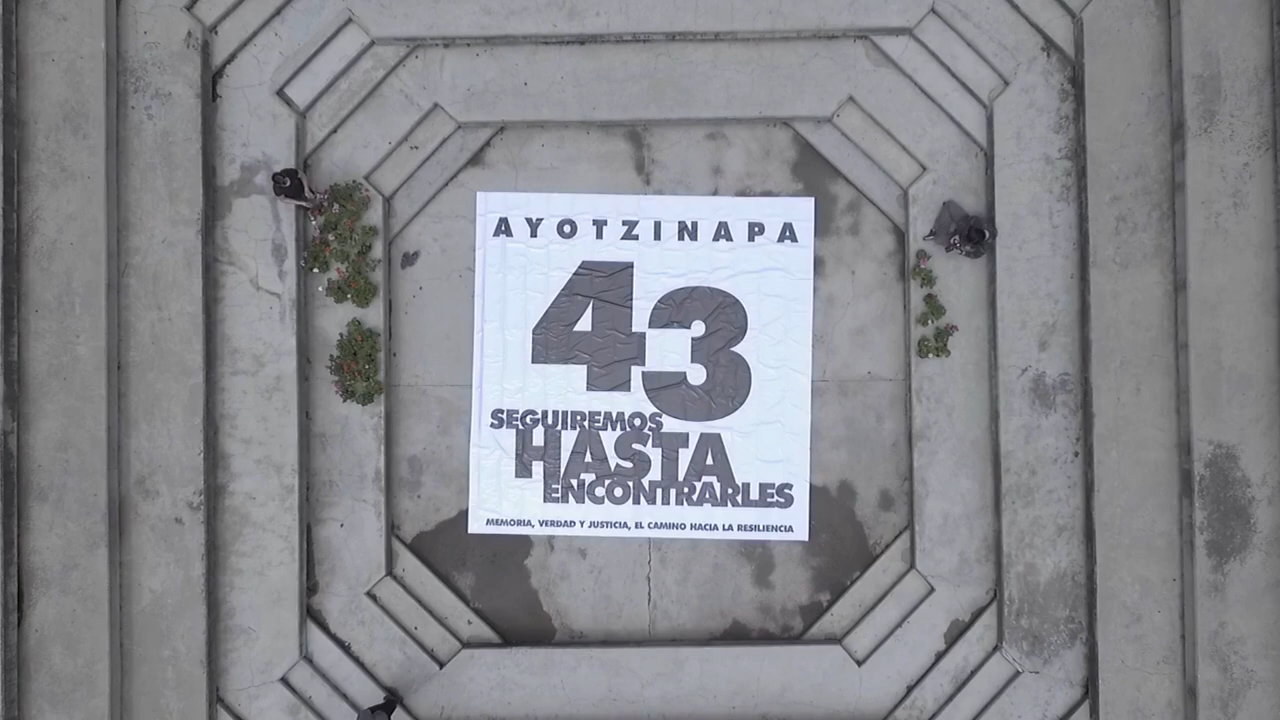 AYOTZINAPA
43
SEGUIREMOS
HASTA
ENCONTRARLES
MEMORIA, VERDAD Y JUSTICIA, EL CAMINO HACIA LA RESILIENCIA